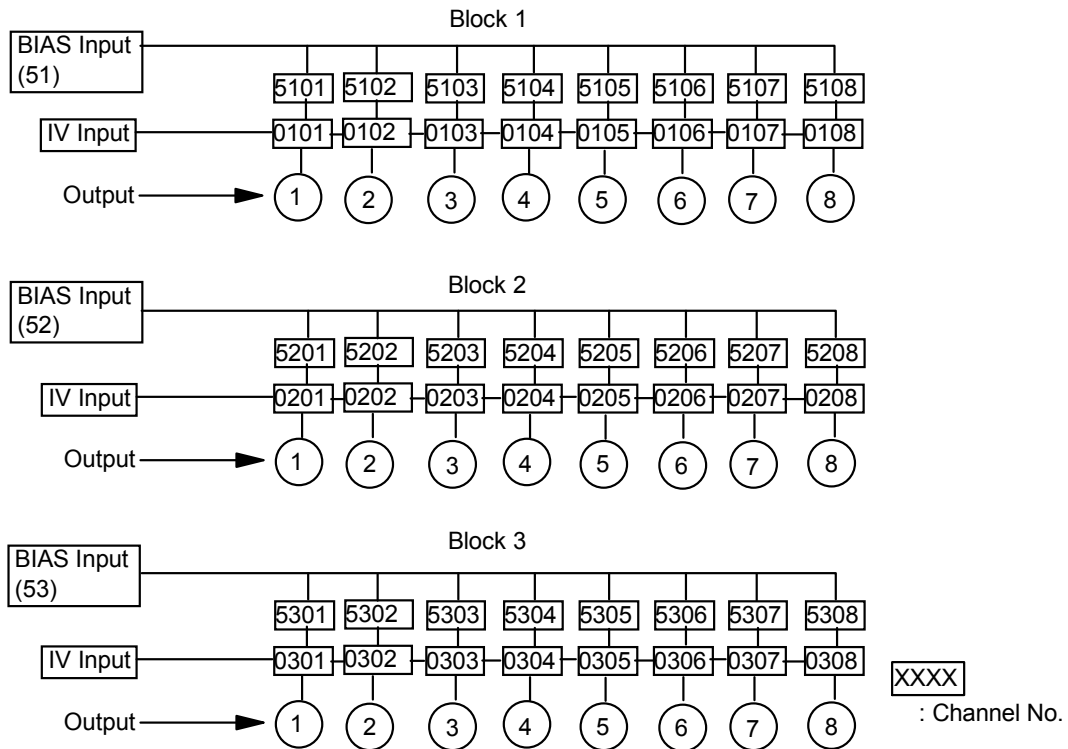 Block 1
BIAS Input
(51)
5101 5102 5103 5104 5105 5106 5107 5108
IV Input 0101 0102 0103 0104 0105 0106 0107 0108
Output 1 2 3 4 5 6 7 8
Block 2
BIAS Input
(52)
5201 5202 5203 5204 5205 5206 5207 5208
IV Input 0201 0202 0203 0204 0205 0206 0207 0208
Output 1 2 3 4 5 6 7 8
Block 3
BIAS Input
(53)
5301 5302 5303 5304 5305 5306 5307 5308
IV Input 0301 0302 0303 0304 0305 0306 0307 0308
Output 1 2 3 4 5 6 7 8
XXXX
: Channel No.